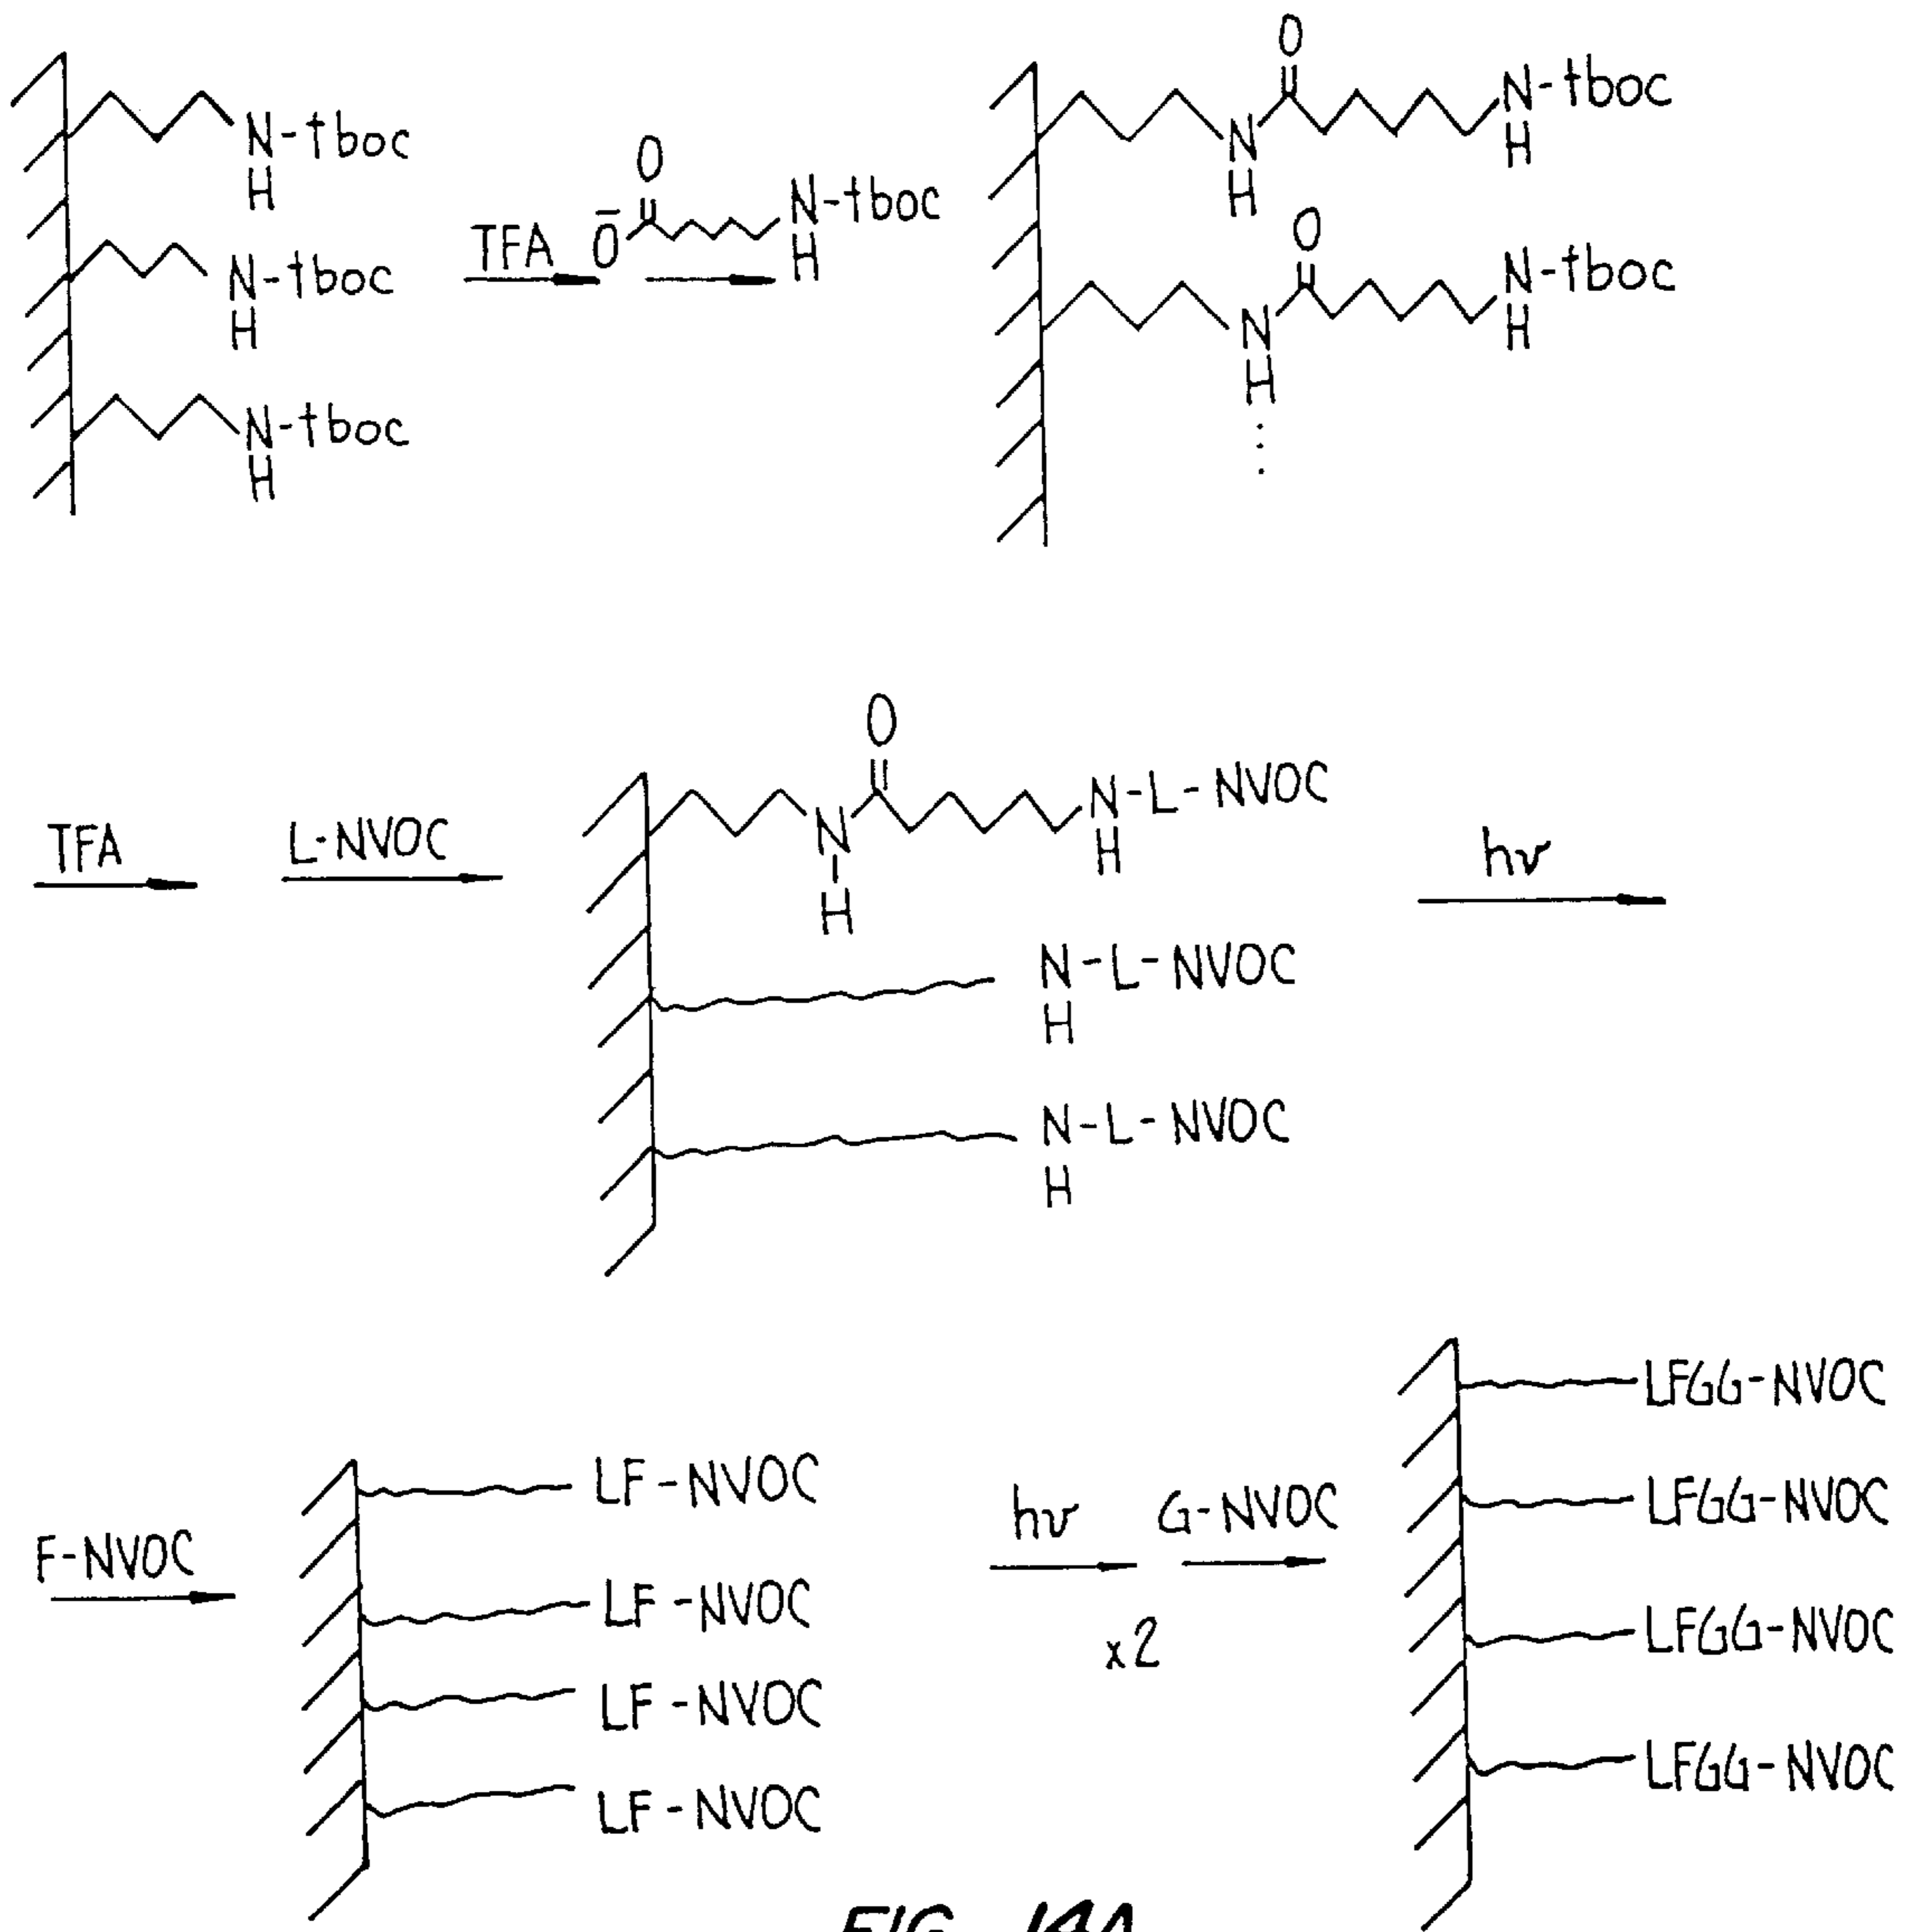 O
N-tboc
H
N-tboc
H
N-tboc
H
TFA
O
O
N-tboc
H
O
N
H
N-tboc
H
O
N
H
N-tboc
H
TFA
L-NVOC
O
N
H
N-L-NVOC
H
N-L-NVOC
H
N-L-NVOC
H
hν
F-NVOC
LF-NVOC
LF-NVOC
LF-NVOC
LF-NVOC
hν
G-NVOC
x2
LFGG-NVOC
LFGG-NVOC
LFGG-NVOC
LFGG-NVOC
FIG.